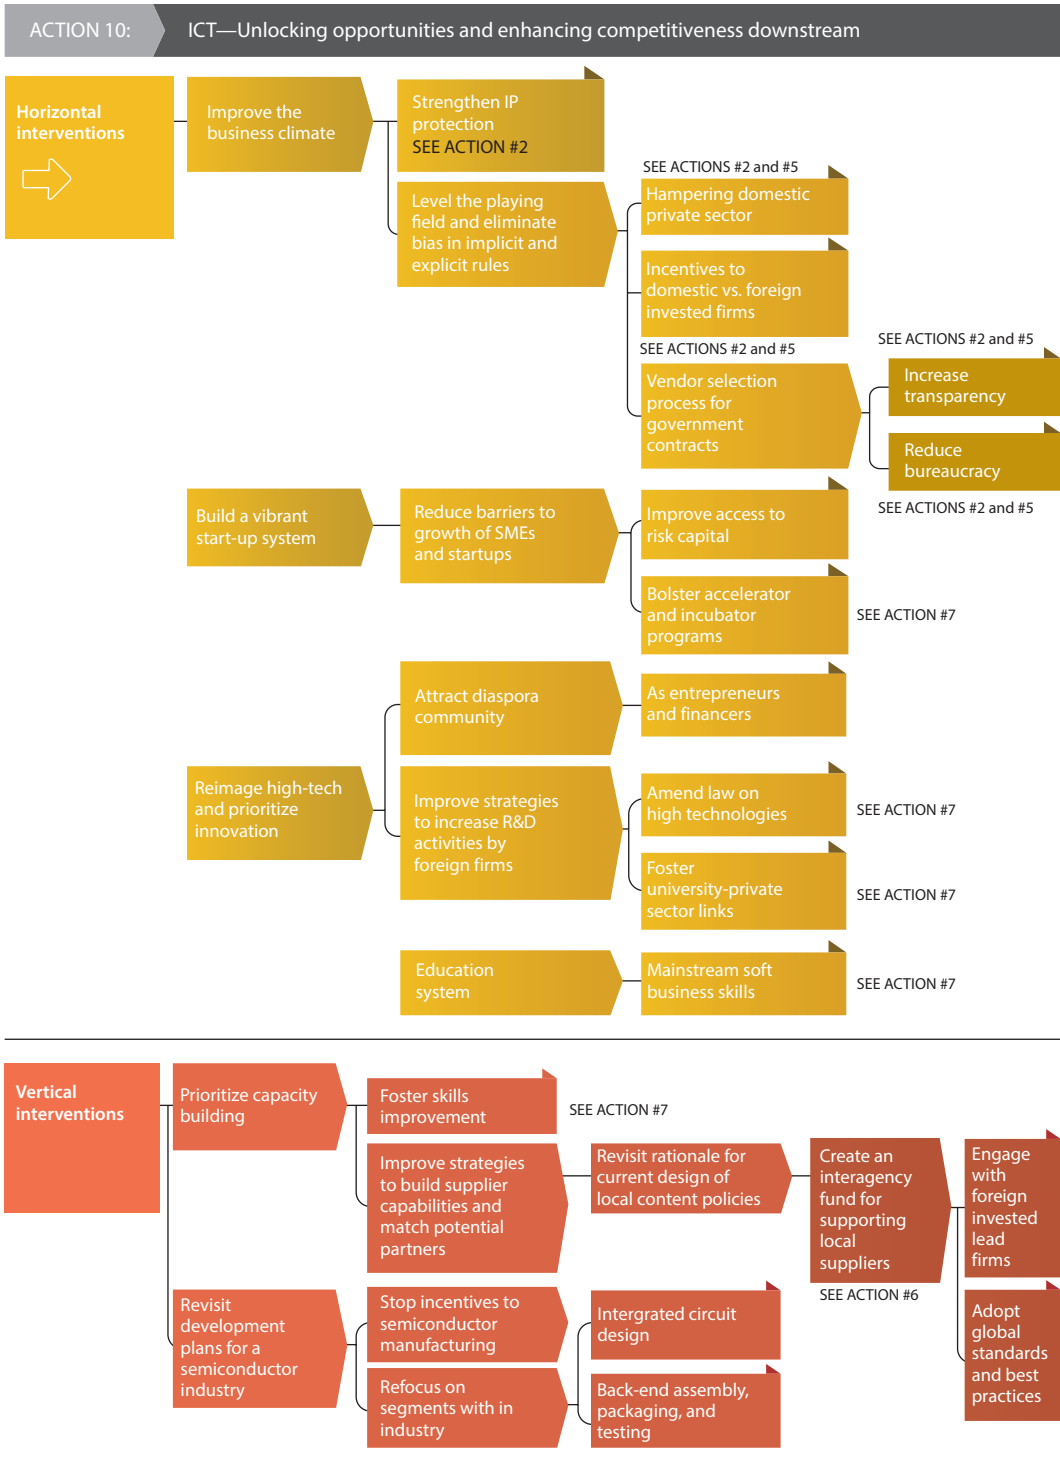 ACTION 10:
ICT—Unlocking opportunities and enhancing competitiveness downstream
Horizontal
interventions
Improve the
business climate
Strengthen IP
protection
SEE ACTION #2
Level the playing
field and eliminate
bias in implicit and
explicit rules
SEE ACTIONS #2 and #5
Hampering domestic
private sector
Incentives to
domestic vs. foreign
invested firms
SEE ACTIONS #2 and #5
Vendor selection
process for
government
contracts
SEE ACTIONS #2 and #5
Increase
transparency
Reduce
bureaucracy
SEE ACTIONS #2 and #5
Build a vibrant
start-up system
Reduce barriers to
growth of SMEs
and startups
Improve access to
risk capital
Bolster accelerator
and incubator
programs
SEE ACTION #7
Reimage high-tech
and prioritize
innovation
Attract diaspora
community
As entrepreneurs
and financers
Improve strategies
to increase R&D
activities by
foreign firms
Amend law on
high technologies
SEE ACTION #7
Foster
university-private
sector links
SEE ACTION #7
Education
system
Mainstream soft
business skills
SEE ACTION #7
Vertical
interventions
Prioritize capacity
building
Foster skills
improvement
SEE ACTION #7
Improve strategies
to build supplier
capabilities and
match potential
partners
Revisit rationale for
current design of
local content policies
Create an
interagency
fund for
supporting
local
suppliers
SEE ACTION #6
Engage
with
foreign
invested
lead
firms
Adopt
global
standards
and best
practices
Revisit
development
plans for a
semiconductor
industry
Stop incentives to
semiconductor
manufacturing
Refocus on
segments with in
industry
Intergrated circuit
design
Back-end assembly,
packaging, and
testing